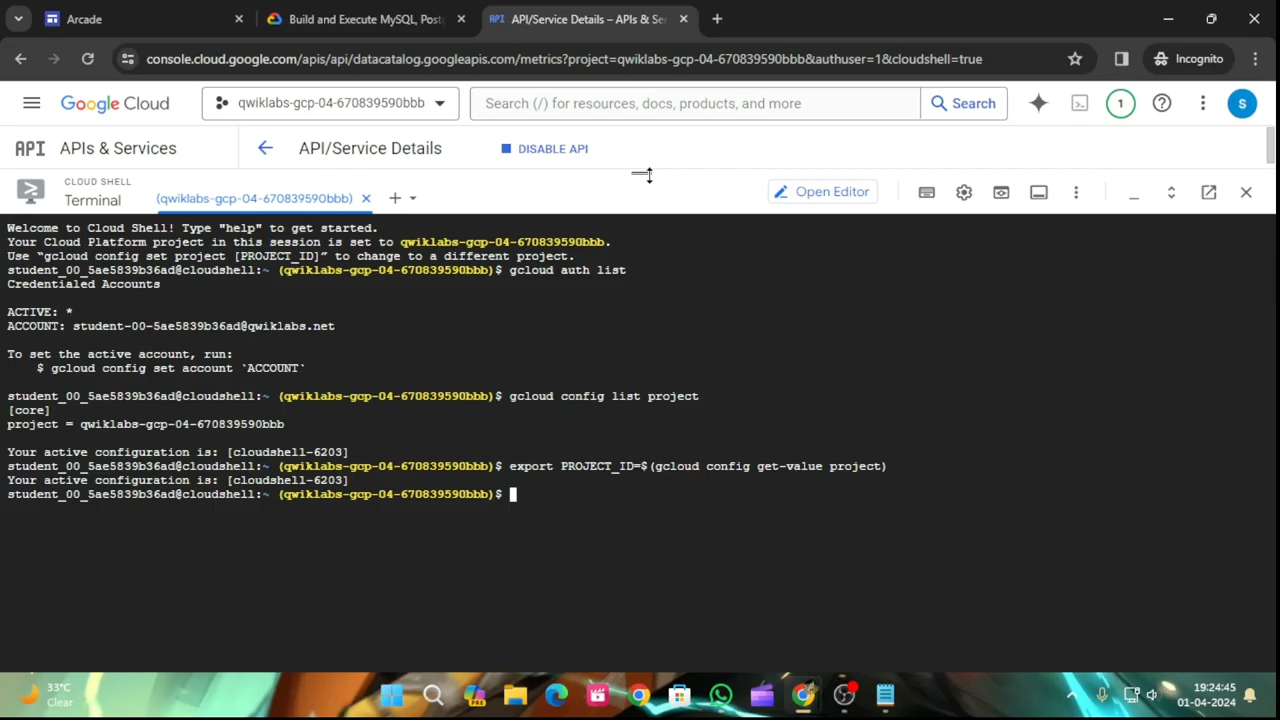 Arcade
Build and Execute MySQL, Postg
API API/Service Details – APIs & Ser
console.cloud.google.com/apis/api/datacatalog.googleapis.com/metrics?project=qwiklabs-gcp-04-670839590bbb&authuser=1&cloudshell=true
Incognito
Google Cloud
qwiklabs-gcp-04-670839590bbb
Search (/) for resources, docs, products, and more
Search
1
S
API APIs & Services
API/Service Details
DISABLE API
CLOUD SHELL
Terminal
(qwiklabs-gcp-04-670839590bbb)
Open Editor
Welcome to Cloud Shell! Type "help" to get started.
Your Cloud Platform project in this session is set to qwiklabs-gcp-04-670839590bbb.
Use “gcloud config set project [PROJECT_ID]” to change to a different project.
student_00_5ae5839b36ad@cloudshell:~ (qwiklabs-gcp-04-670839590bbb)$ gcloud auth list
Credentialed Accounts
ACTIVE: *
ACCOUNT: student-00-5ae5839b36ad@qwiklabs.net
To set the active account, run:
$ gcloud config set account `ACCOUNT`
student_00_5ae5839b36ad@cloudshell:~ (qwiklabs-gcp-04-670839590bbb)$ gcloud config list project
[core]
project = qwiklabs-gcp-04-670839590bbb
Your active configuration is: [cloudshell-6203]
student_00_5ae5839b36ad@cloudshell:~ (qwiklabs-gcp-04-670839590bbb)$ export PROJECT_ID=$(gcloud config get-value project)
Your active configuration is: [cloudshell-6203]
student_00_5ae5839b36ad@cloudshell:~ (qwiklabs-gcp-04-670839590bbb)$
33°C
Clear
PRE
19:24:45
01-04-2024